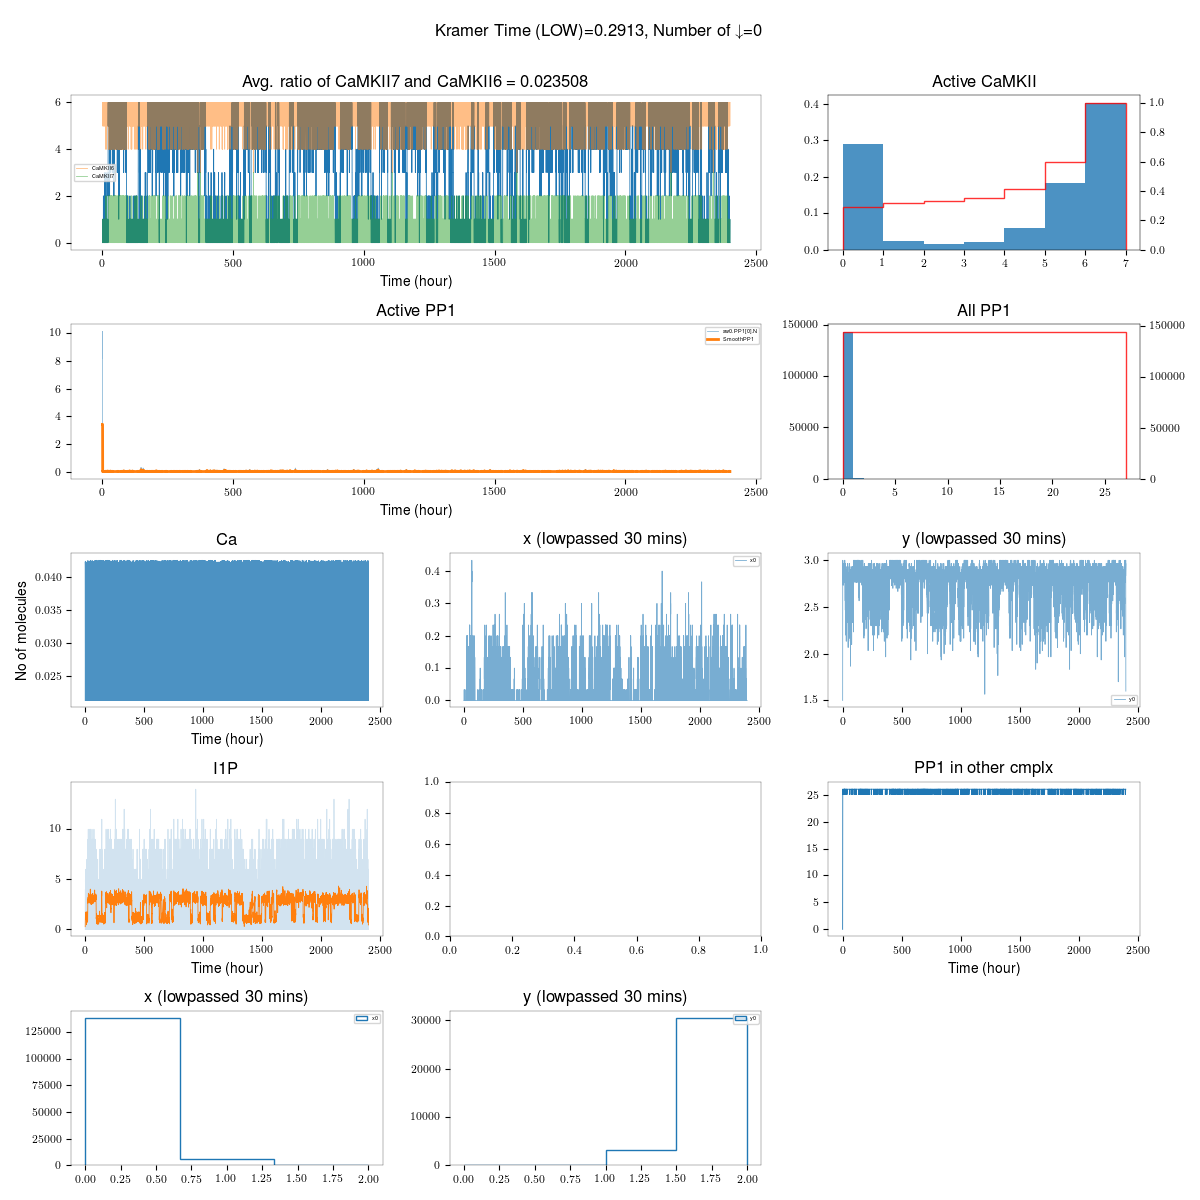 Kramer Time (LOW)=0.2913, Number of ↓=0
Avg. ratio of CaMKII7 and CaMKII6 = 0.023508
6
4
2
0
CaMKII6
CaMKII7
0 500 1000 1500 2000 2500
Time (hour)
Active CaMKII
0.4
0.3
0.2
0.1
0.0
1.0
0.8
0.6
0.4
0.2
0.0
0 1 2 3 4 5 6 7
Active PP1
10
8
6
4
2
0
sw0.PP1[0].N
SmoothPP1
0 500 1000 1500 2000 2500
Time (hour)
All PP1
150000
100000
50000
0
150000
100000
50000
0
0 5 10 15 20 25
Ca
No of molecules
0.040
0.035
0.030
0.025
0 500 1000 1500 2000 2500
Time (hour)
x (lowpassed 30 mins)
0.4
0.3
0.2
0.1
0.0
x0
0 500 1000 1500 2000 2500
y (lowpassed 30 mins)
3.0
2.5
2.0
1.5
y0
0 500 1000 1500 2000 2500
I1P
10
5
0
0 500 1000 1500 2000 2500
Time (hour)
1.0
0.8
0.6
0.4
0.2
0.0
0.0 0.2 0.4 0.6 0.8 1.0
PP1 in other cmplx
25
20
15
10
5
0
0 500 1000 1500 2000 2500
Time (hour)
x (lowpassed 30 mins)
125000
100000
75000
50000
25000
0
x0
0.00 0.25 0.50 0.75 1.00 1.25 1.50 1.75 2.00
y (lowpassed 30 mins)
30000
20000
10000
0
y0
0.00 0.25 0.50 0.75 1.00 1.25 1.50 1.75 2.00